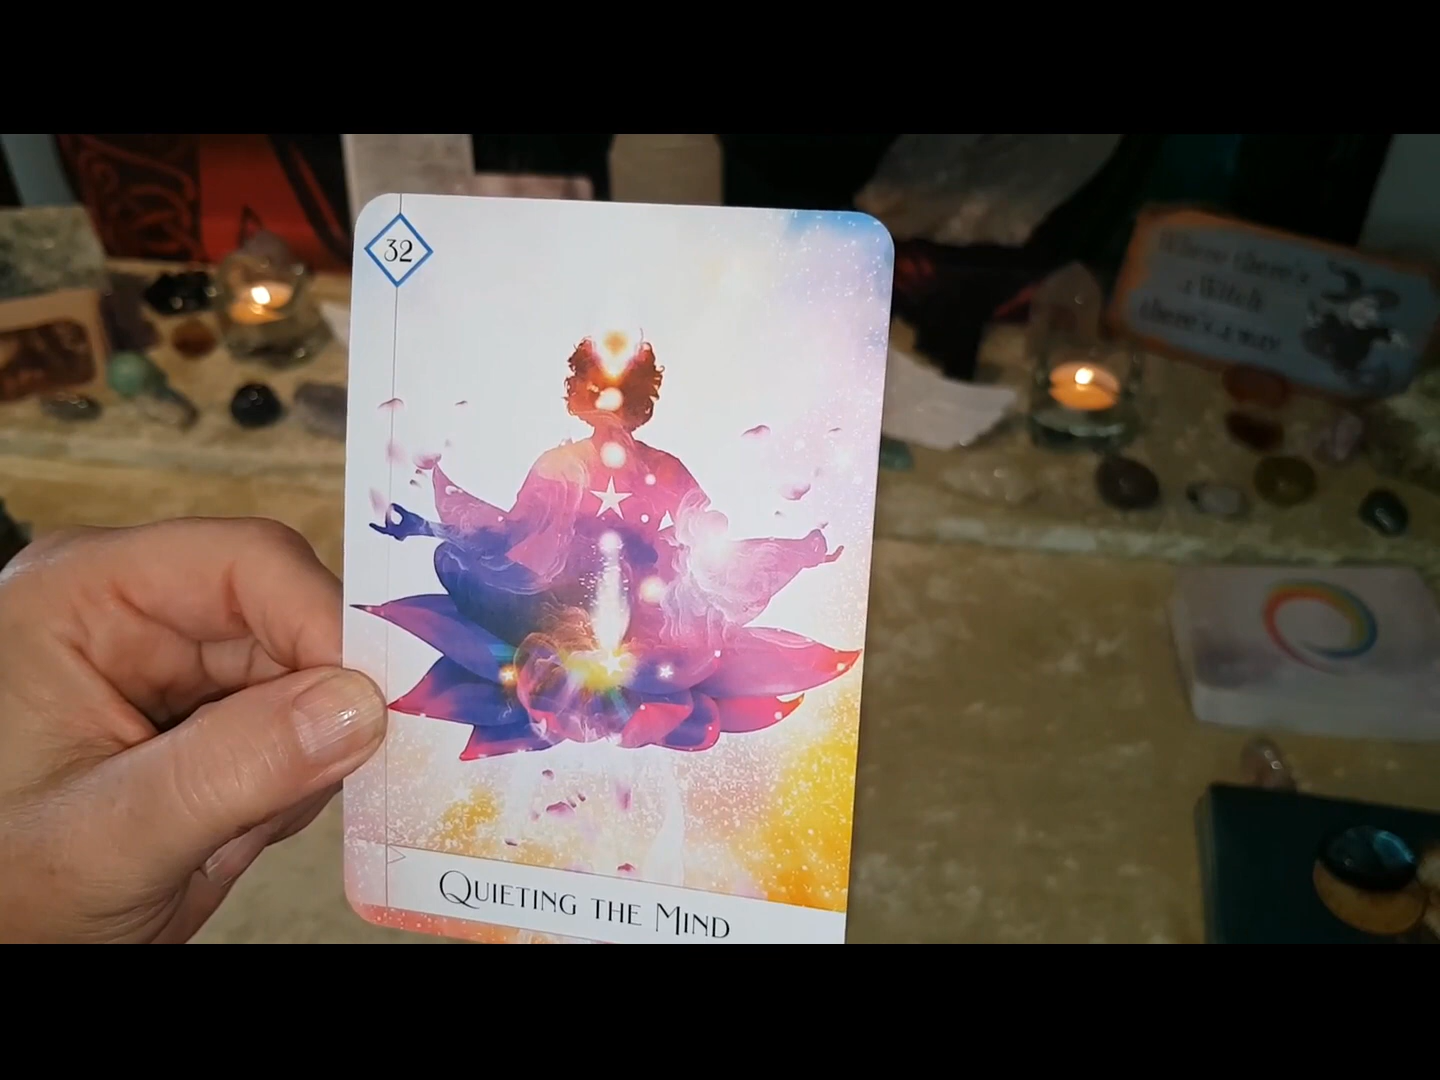 32
Where there's
a Witch
there's a way
QUIETING THE MIND